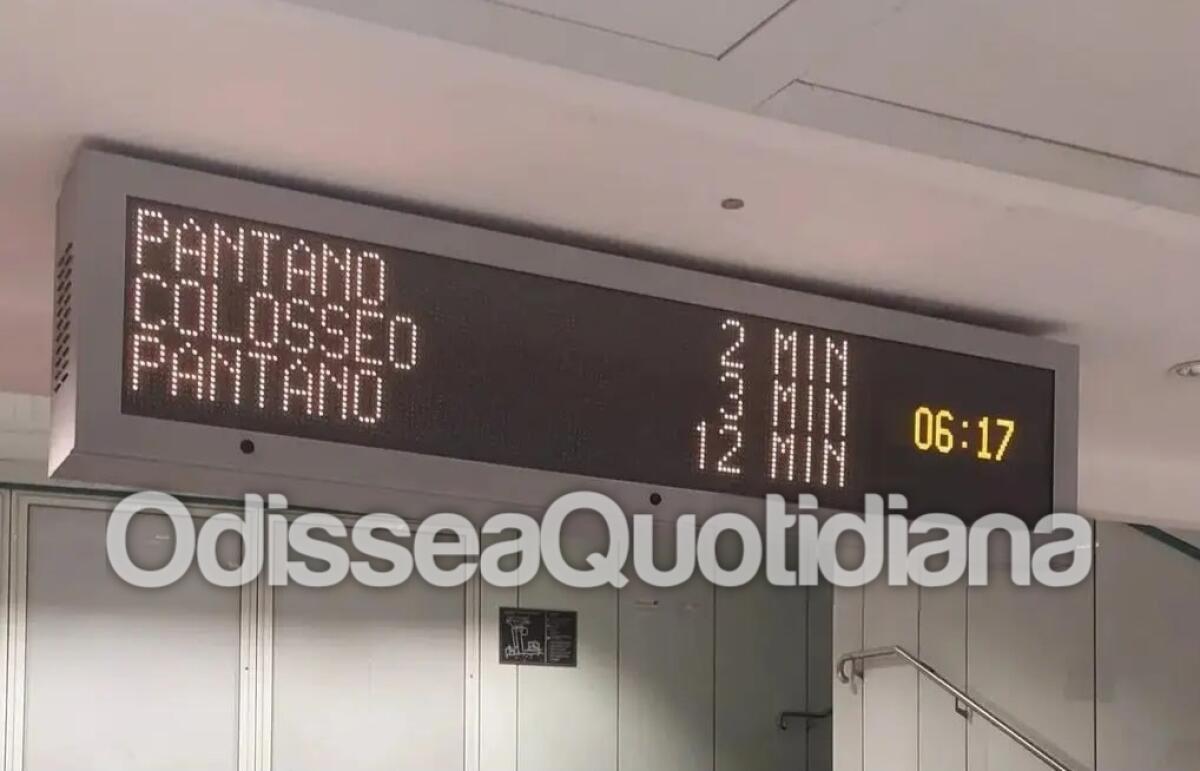 PANTANO 2 MIN
COLOSSEO 3 MIN
PANTANO 12 MIN
06:17
OdisseaQuotidiana